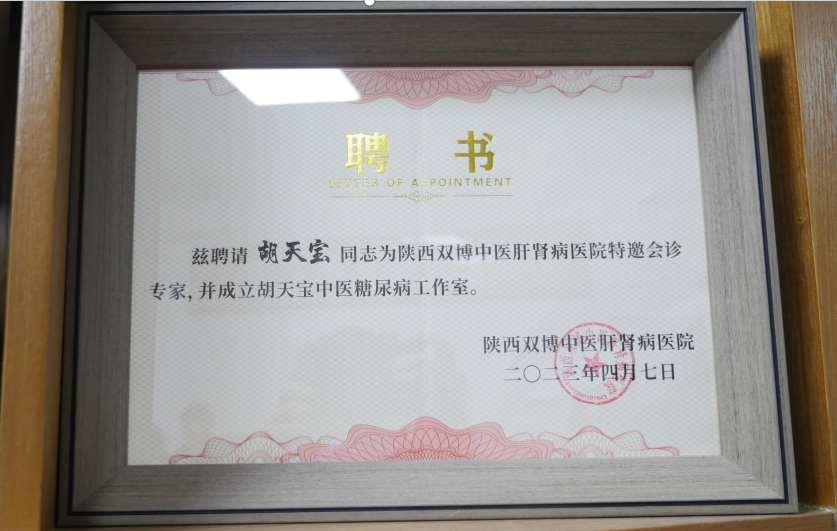 聘 书
LETTER OF APPOINTMENT
兹聘请 胡天宝 同志为陕西双博中医肝肾病医院特邀会诊
专家,并成立胡天宝中医糖尿病工作室。
陕西双博中医肝肾病医院
二〇二三年四月七日